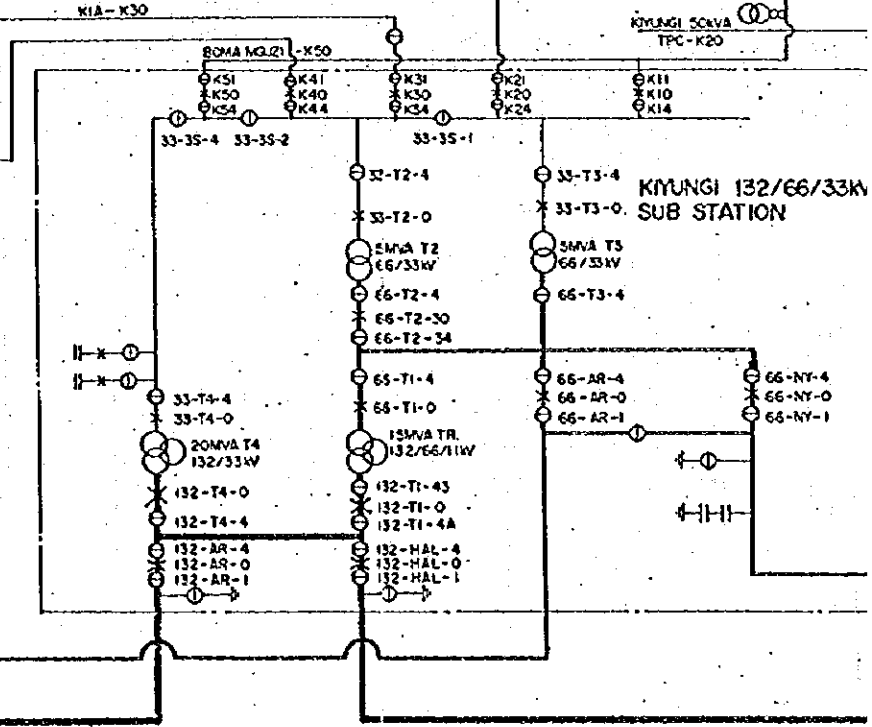 K1A-K30
KIYUNGI 50KVA
TPC-K20
BOMA MGUZI-K50
K51
K50
K54
K41
K40
K44
K31
K30
K34
K21
K20
K24
K11
K10
K14
33-3S-4
33-3S-2
33-3S-1
33-T2-4
33-T2-0
33-T3-4
33-T3-0
KIYUNGI 132/66/33kV
SUB STATION
5MVA T2
66/33kV
5MVA T3
66/33kV
66-T2-4
66-T2-30
66-T2-34
66-T3-4
66-T1-4
66-T1-0
66-AR-4
66-AR-0
66-AR-1
66-NY-4
66-NY-0
66-NY-1
33-T4-4
33-T4-0
20MVA T4
132/33kV
15MVA TR.
132/66/11kV
132-T4-0
132-T4-4
132-T1-43
132-T1-0
132-T1-4A
132-AR-4
132-AR-0
132-AR-1
132-HAL-4
132-HAL-0
132-HAL-1